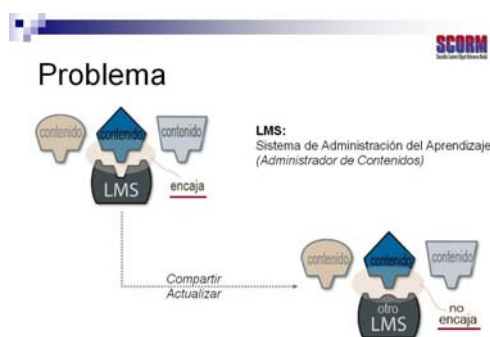 SCORM
Problema
contenido
contenido
contenido
LMS
encaja
LMS:
Sistema de Administración del Aprendizaje
(Administrador de Contenidos)
Compartir
Actualizar
contenido
contenido
contenido
otro
LMS
no
encaja